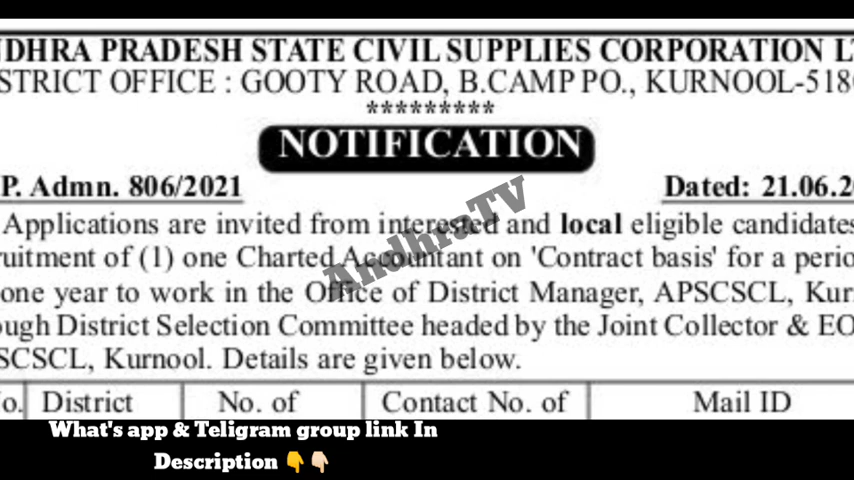 NDHRA PRADESH STATE CIVIL SUPPLIES CORPORATION LT
STRICT OFFICE : GOOTY ROAD, B.CAMP PO., KURNOOL-518
*********
NOTIFICATION
P. Admn. 806/2021
Dated: 21.06.2
Applications are invited from interested and local eligible candidates
ruitment of (1) one Charted Accountant on 'Contract basis' for a perio
one year to work in the Office of District Manager, APSCSCL, Kur
ough District Selection Committee headed by the Joint Collector & EO
SCSCL, Kurnool. Details are given below.
o. District No. of Contact No. of Mail ID
AndhraTV
What's app & Teligram group link In
Description 👇👇🏻